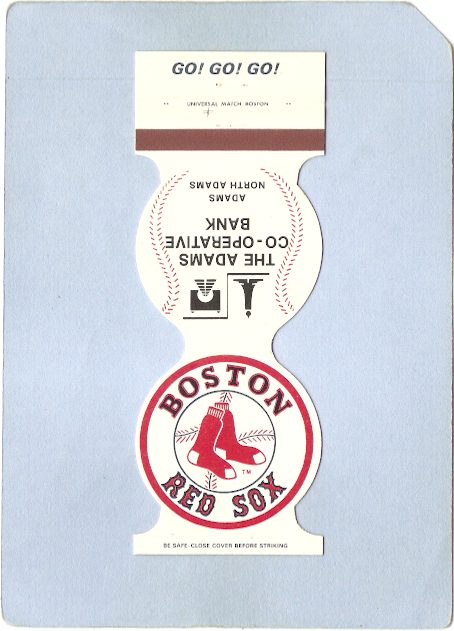 GO! GO! GO!
UNIVERSAL MATCH, BOSTON
THE ADAMS
CO-OPERATIVE
BANK
ADAMS
NORTH ADAMS
BOSTON
RED SOX
TM
BE SAFE-CLOSE COVER BEFORE STRIKING